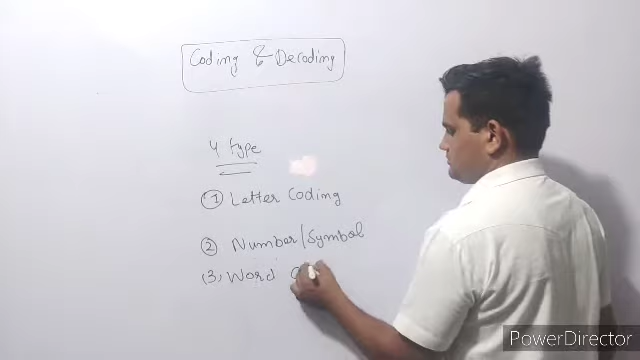 Coding & Decoding
4 type
(1) Letter Coding
(2) Number/Symbol
(3) Word
PowerDirector